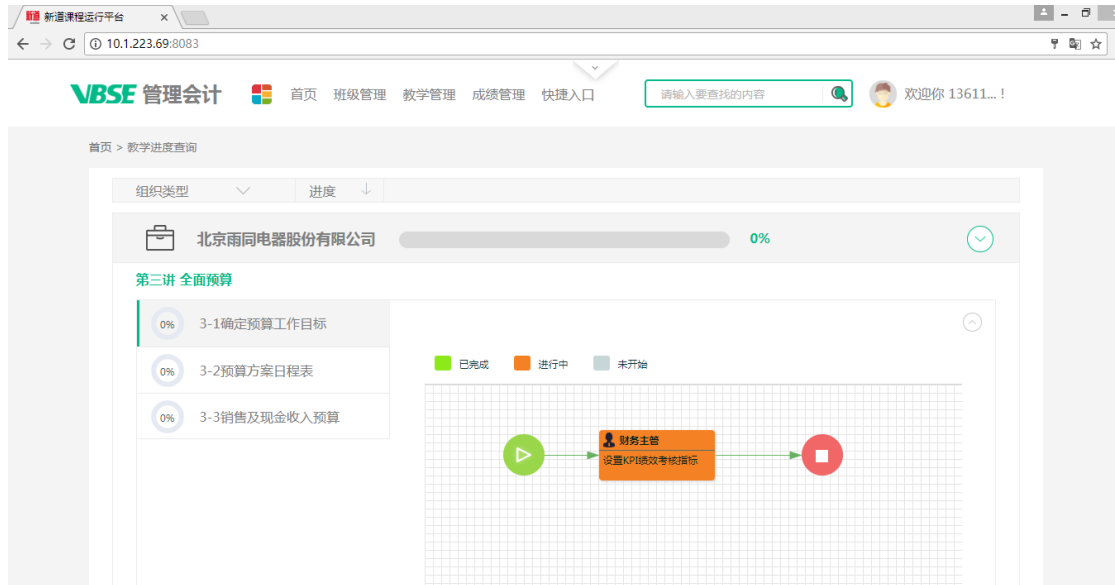 新道课程运行平台
10.1.223.69:8083
VBSE 管理会计 首页 班级管理 教学管理 成绩管理 快捷入口 请输入要查找的内容 欢迎你 13611... !
首页 > 教学进度查询
组织类型 进度
北京雨同电器股份有限公司 0%
第三讲 全面预算
0% 3-1确定预算工作目标
已完成 进行中 未开始
0% 3-2预算方案日程表
0% 3-3销售及现金收入预算
财务主管
设置KPI绩效考核指标